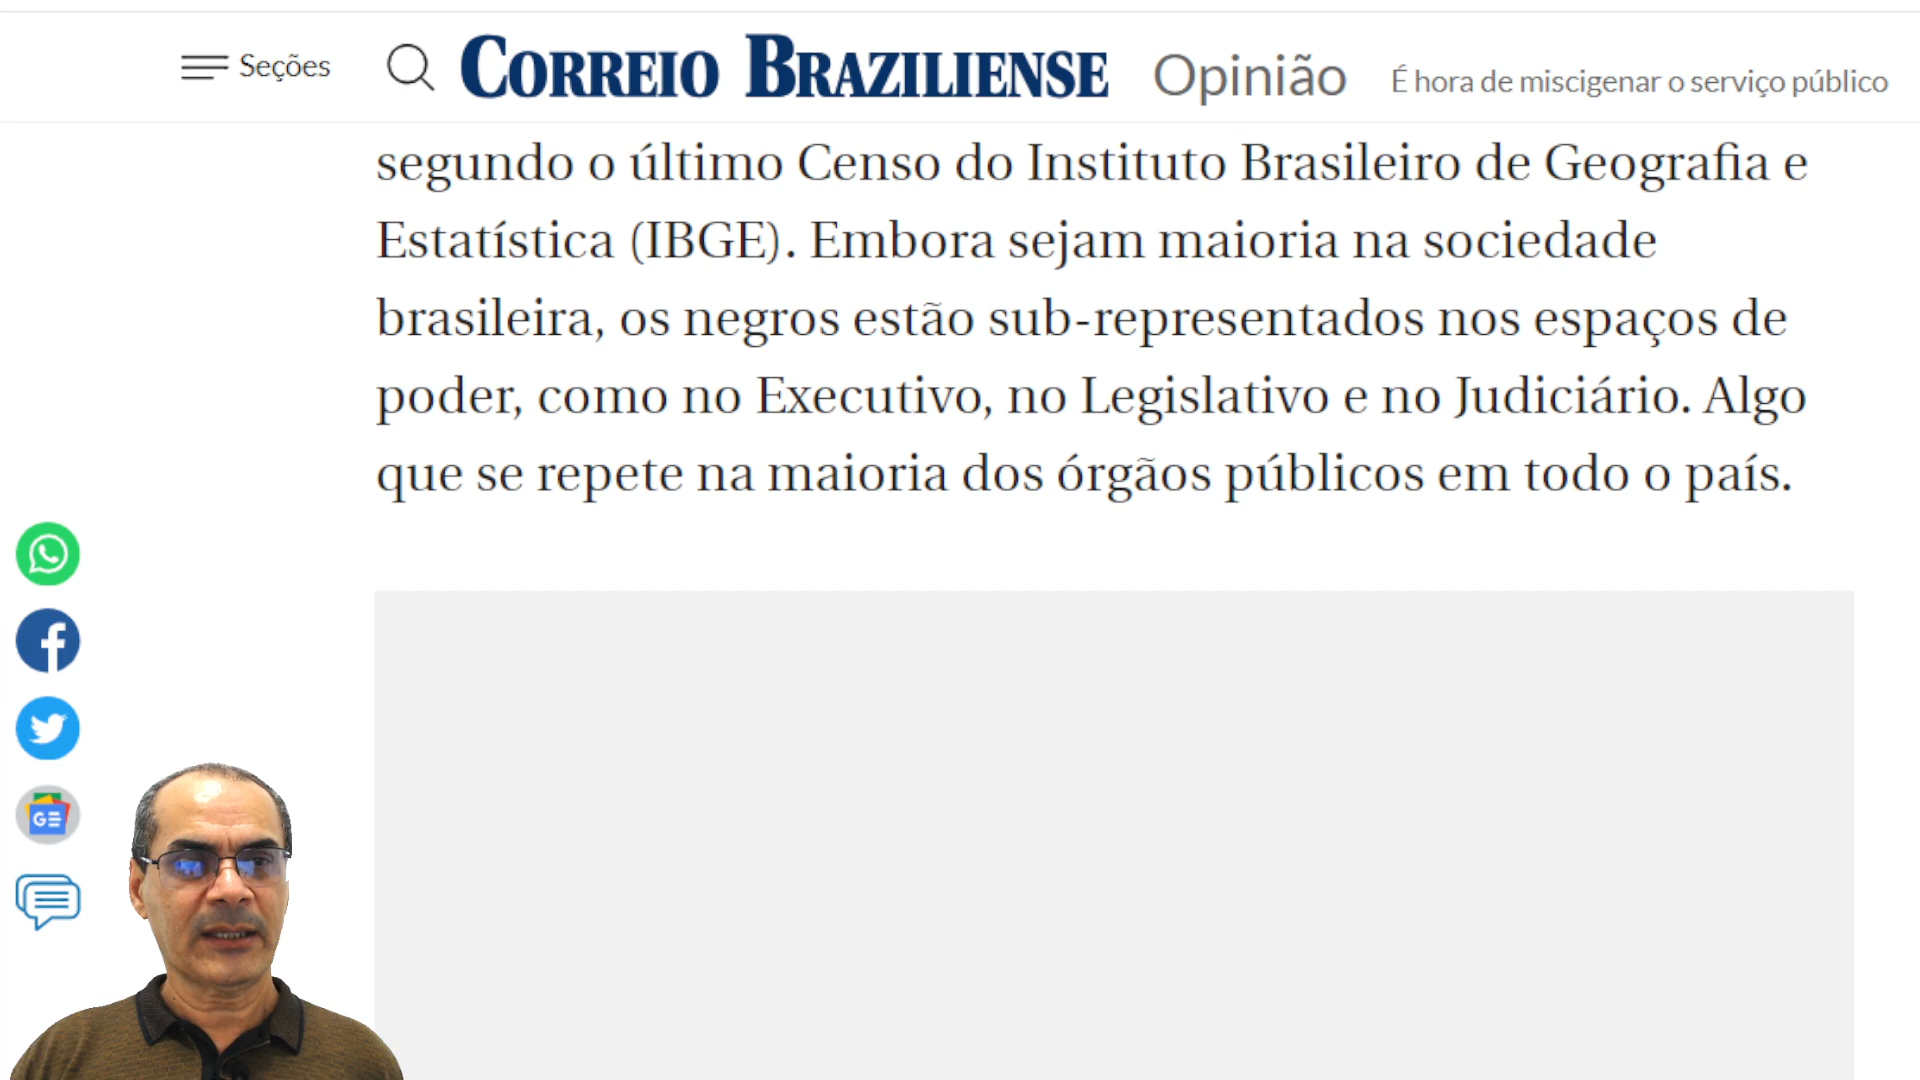 Seções
CORREIO BRAZILIENSE
Opinião
É hora de miscigenar o serviço público
segundo o último Censo do Instituto Brasileiro de Geografia e
Estatística (IBGE). Embora sejam maioria na sociedade
brasileira, os negros estão sub-representados nos espaços de
poder, como no Executivo, no Legislativo e no Judiciário. Algo
que se repete na maioria dos órgãos públicos em todo o país.
GE